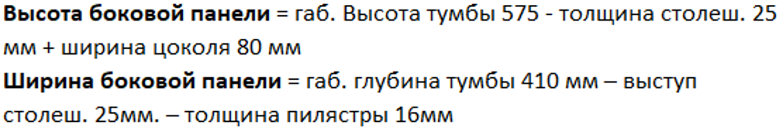 Высота боковой панели = габ. Высота тумбы 575 - толщина столеш. 25
мм + ширина цоколя 80 мм
Ширина боковой панели = габ. глубина тумбы 410 мм – выступ
столеш. 25мм. – толщина пилястры 16мм